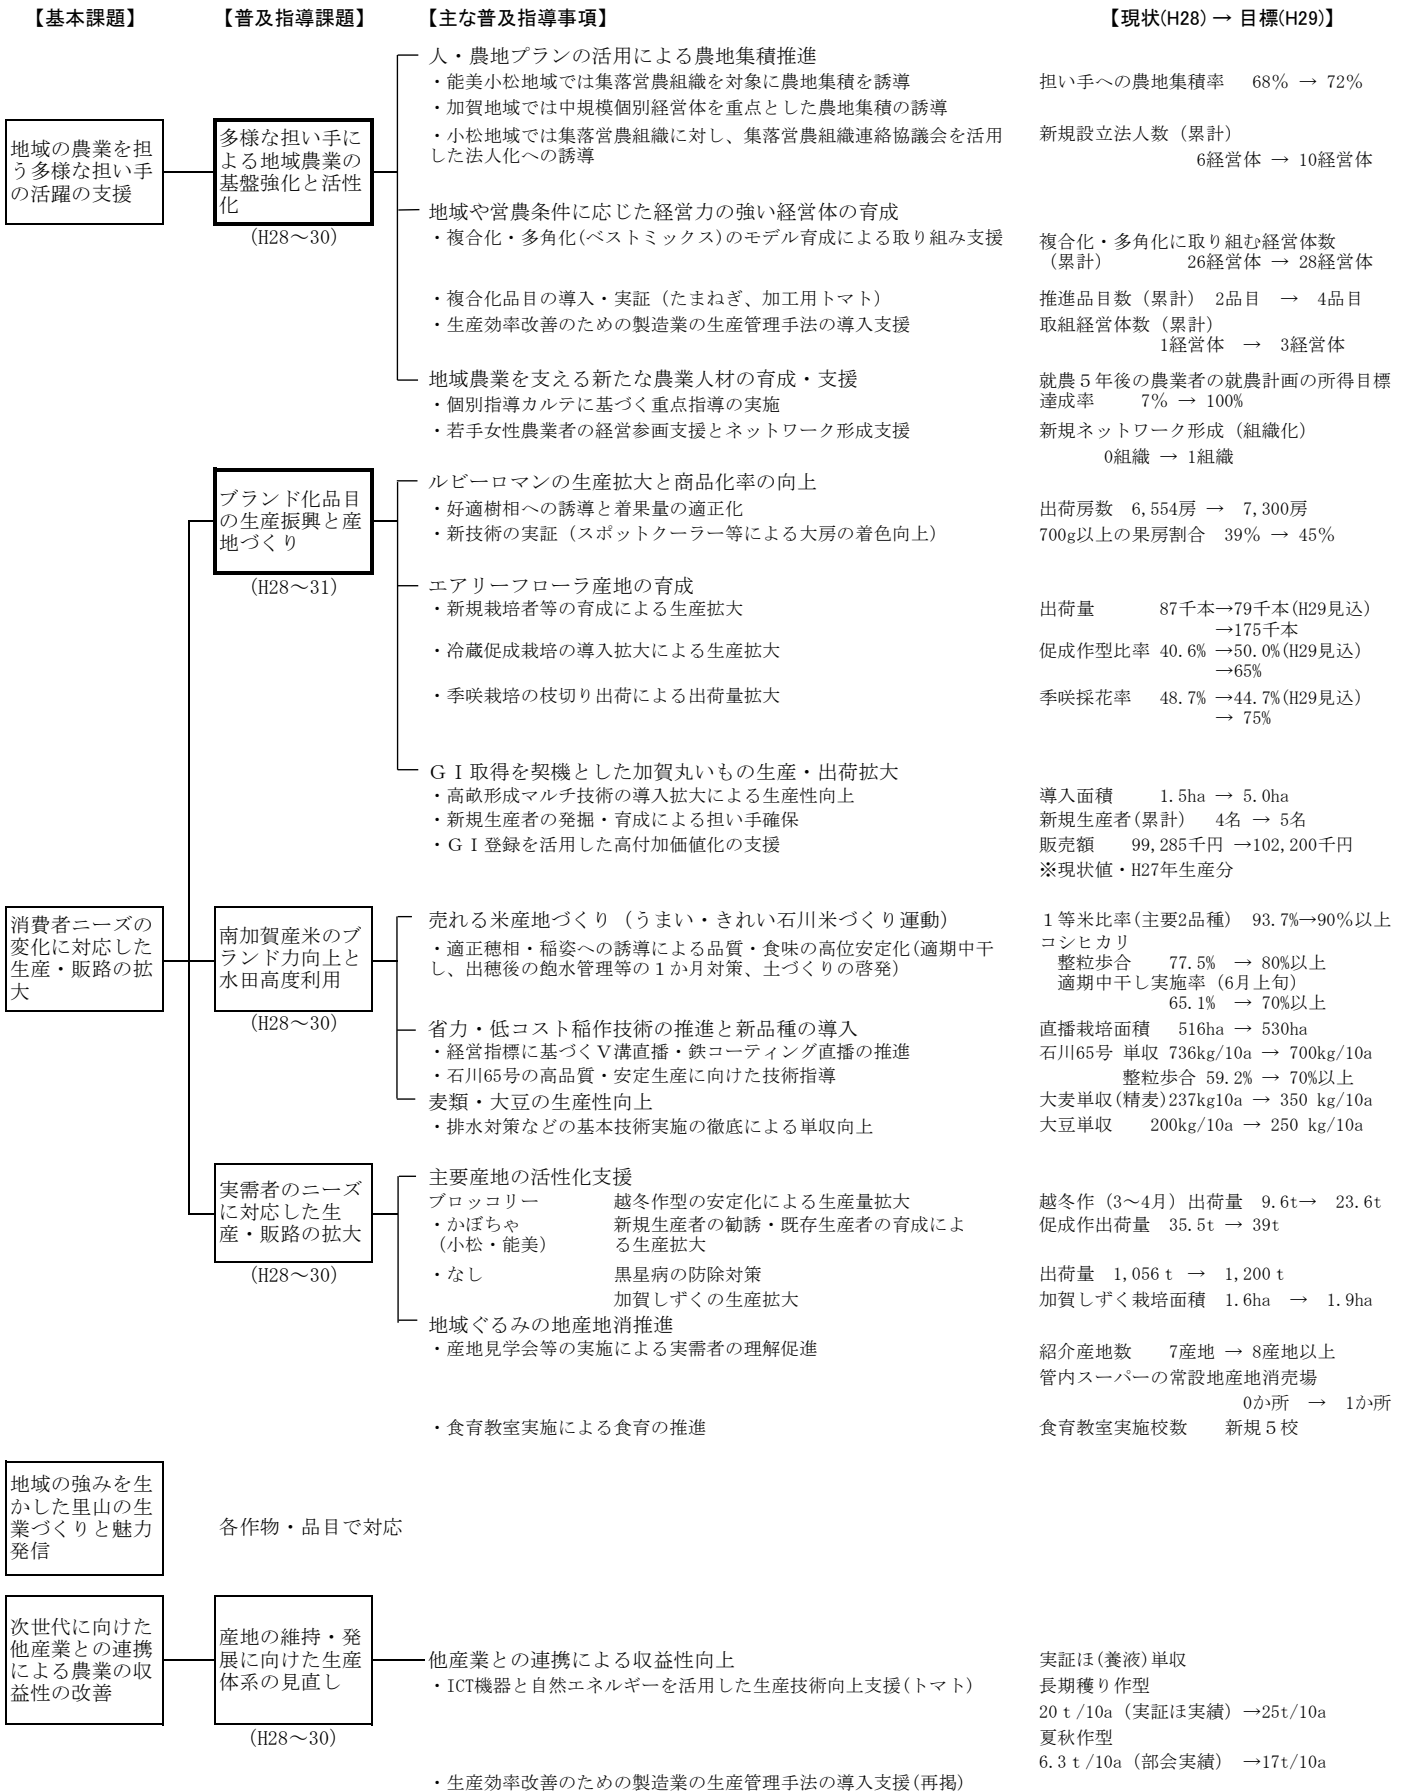 【基本課題】 【普及指導課題】 【主な普及指導事項】 【現状(H28) → 目標(H29)】
人・農地プランの活用による農地集積推進
・能美小松地域では集落営農組織を対象に農地集積を誘導 担い手への農地集積率 68％ → 72％
・加賀地域では中規模個別経営体を重点とした農地集積の誘導
地域の農業を担
う多様な担い手
の活躍の支援
多様な担い手に
よる地域農業の
基盤強化と活性
化
(H28～30)
・小松地域では集落営農組織に対し、集落営農組織連絡協議会を活用
した法人化への誘導
新規設立法人数（累計）
6経営体 → 10経営体
地域や営農条件に応じた経営力の強い経営体の育成
・複合化・多角化(ベストミックス)のモデル育成による取り組み支援
複合化・多角化に取り組む経営体数
（累計） 26経営体 → 28経営体
・複合化品目の導入・実証（たまねぎ、加工用トマト） 推進品目数（累計） 2品目 → 4品目
・生産効率改善のための製造業の生産管理手法の導入支援 取組経営体数（累計）
1経営体 → 3経営体
地域農業を支える新たな農業人材の育成・支援
・個別指導カルテに基づく重点指導の実施
就農５年後の農業者の就農計画の所得目標
達成率 7％ → 100%
・若手女性農業者の経営参画支援とネットワーク形成支援 新規ネットワーク形成（組織化）
0組織 → 1組織
ブランド化品目
の生産振興と産
地づくり
(H28～31)
ルビーロマンの生産拡大と商品化率の向上
・好適樹相への誘導と着果量の適正化 出荷房数 6,554房 → 7,300房
・新技術の実証（スポットクーラー等による大房の着色向上） 700g以上の果房割合 39％ → 45％
エアリーフローラ産地の育成
・新規栽培者等の育成による生産拡大 出荷量 87千本→79千本(H29見込)
→175千本
・冷蔵促成栽培の導入拡大による生産拡大 促成作型比率 40.6% →50.0%(H29見込)
→65%
・季咲栽培の枝切り出荷による出荷量拡大 季咲採花率 48.7% →44.7%(H29見込)
→ 75%
ＧＩ取得を契機とした加賀丸いもの生産・出荷拡大
・高畝形成マルチ技術の導入拡大による生産性向上 導入面積 1.5ha → 5.0ha
・新規生産者の発掘・育成による担い手確保 新規生産者(累計) 4名 → 5名
・ＧＩ登録を活用した高付加価値化の支援 販売額 99,285千円 →102,200千円
※現状値・H27年生産分
消費者ニーズの
変化に対応した
生産・販路の拡
大
南加賀産米のブ
ランド力向上と
水田高度利用
(H28～30)
売れる米産地づくり（うまい・きれい石川米づくり運動） １等米比率(主要2品種) 93.7%→90％以上
・適正穂相・稲姿への誘導による品質・食味の高位安定化(適期中干
し、出穂後の飽水管理等の１か月対策、土づくりの啓発)
コシヒカリ
整粒歩合 77.5% → 80%以上
適期中干し実施率（6月上旬）
65.1% → 70%以上
省力・低コスト稲作技術の推進と新品種の導入 直播栽培面積 516ha → 530ha
・経営指標に基づくＶ溝直播・鉄コーティング直播の推進 石川65号 単収 736kg/10a → 700kg/10a
・石川65号の高品質・安定生産に向けた技術指導 整粒歩合 59.2% → 70%以上
麦類・大豆の生産性向上 大麦単収(精麦)237kg10a → 350 kg/10a
・排水対策などの基本技術実施の徹底による単収向上 大豆単収 200kg/10a → 250 kg/10a
実需者のニーズ
に対応した生
産・販路の拡大
(H28～30)
主要産地の活性化支援
ブロッコリー 越冬作型の安定化による生産量拡大 越冬作（3～4月）出荷量 9.6t→ 23.6t
・かぼちゃ 新規生産者の勧誘・既存生産者の育成によ 促成作出荷量 35.5t → 39t
（小松・能美） る生産拡大
・なし 黒星病の防除対策 出荷量 1,056ｔ → 1,200ｔ
加賀しずくの生産拡大 加賀しずく栽培面積 1.6ha → 1.9ha
地域ぐるみの地産地消推進
・産地見学会等の実施による実需者の理解促進 紹介産地数 7産地 → 8産地以上
管内スーパーの常設地産地消売場
0か所 → 1か所
・食育教室実施による食育の推進 食育教室実施校数 新規５校
地域の強みを生
かした里山の生
業づくりと魅力
発信
各作物・品目で対応
次世代に向けた
他産業との連携
による農業の収
益性の改善
産地の維持・発
展に向けた生産
体系の見直し
(H28～30)
他産業との連携による収益性向上 実証ほ(養液)単収
・ICT機器と自然エネルギーを活用した生産技術向上支援(トマト) 長期穫り作型
20ｔ/10a（実証ほ実績）→25t/10a
夏秋作型
6.3ｔ/10a（部会実績） →17t/10a
・生産効率改善のための製造業の生産管理手法の導入支援(再掲)